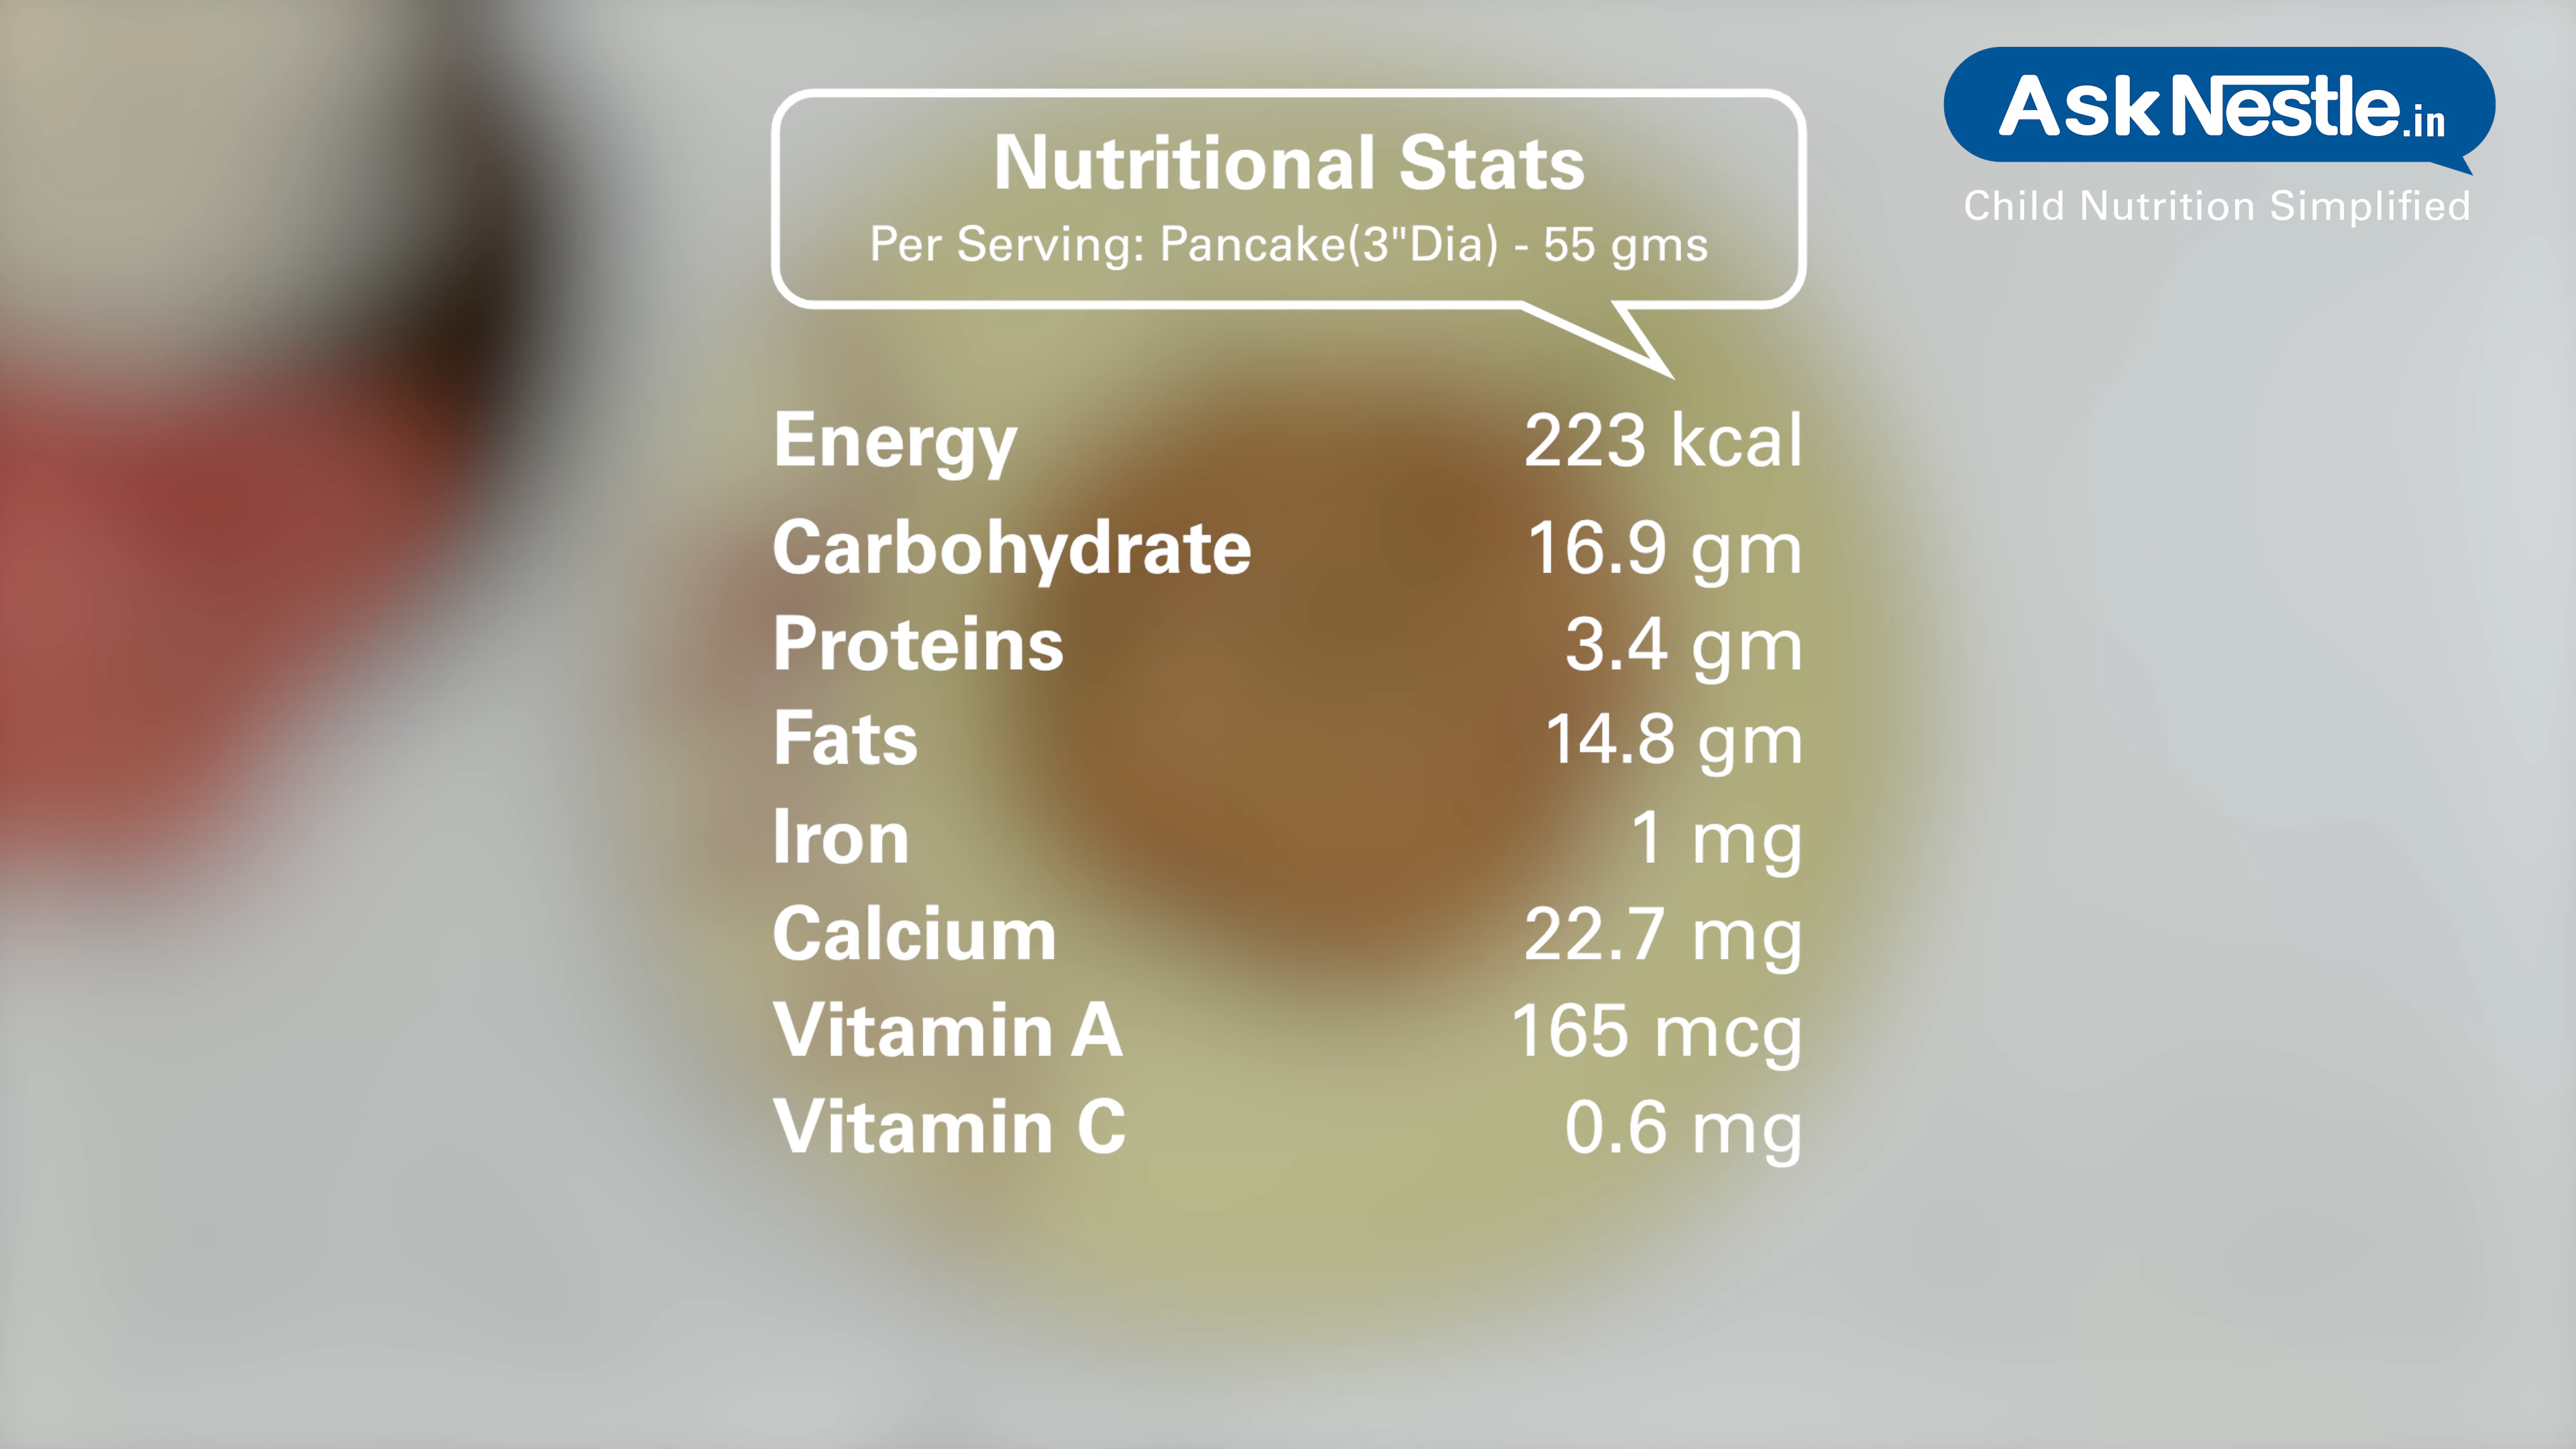 AskNestle.in
Child Nutrition Simplified
Nutritional Stats
Per Serving: Pancake(3"Dia) - 55 gms
Energy 223 kcal
Carbohydrate 16.9 gm
Proteins 3.4 gm
Fats 14.8 gm
Iron 1 mg
Calcium 22.7 mg
Vitamin A 165 mcg
Vitamin C 0.6 mg